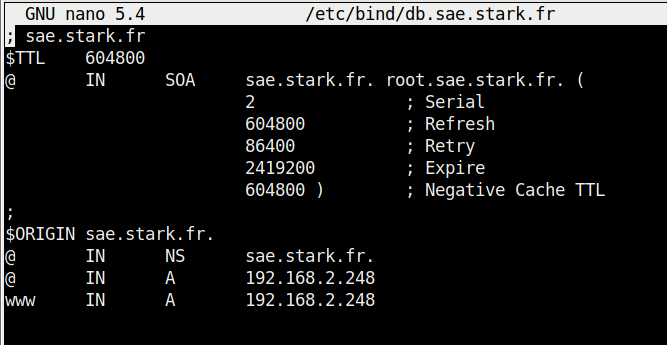 GNU nano 5.4 /etc/bind/db.sae.stark.fr
; sae.stark.fr
$TTL 604800
@ IN SOA sae.stark.fr. root.sae.stark.fr. (
2 ; Serial
604800 ; Refresh
86400 ; Retry
2419200 ; Expire
604800 ) ; Negative Cache TTL
;
$ORIGIN sae.stark.fr.
@ IN NS sae.stark.fr.
@ IN A 192.168.2.248
www IN A 192.168.2.248